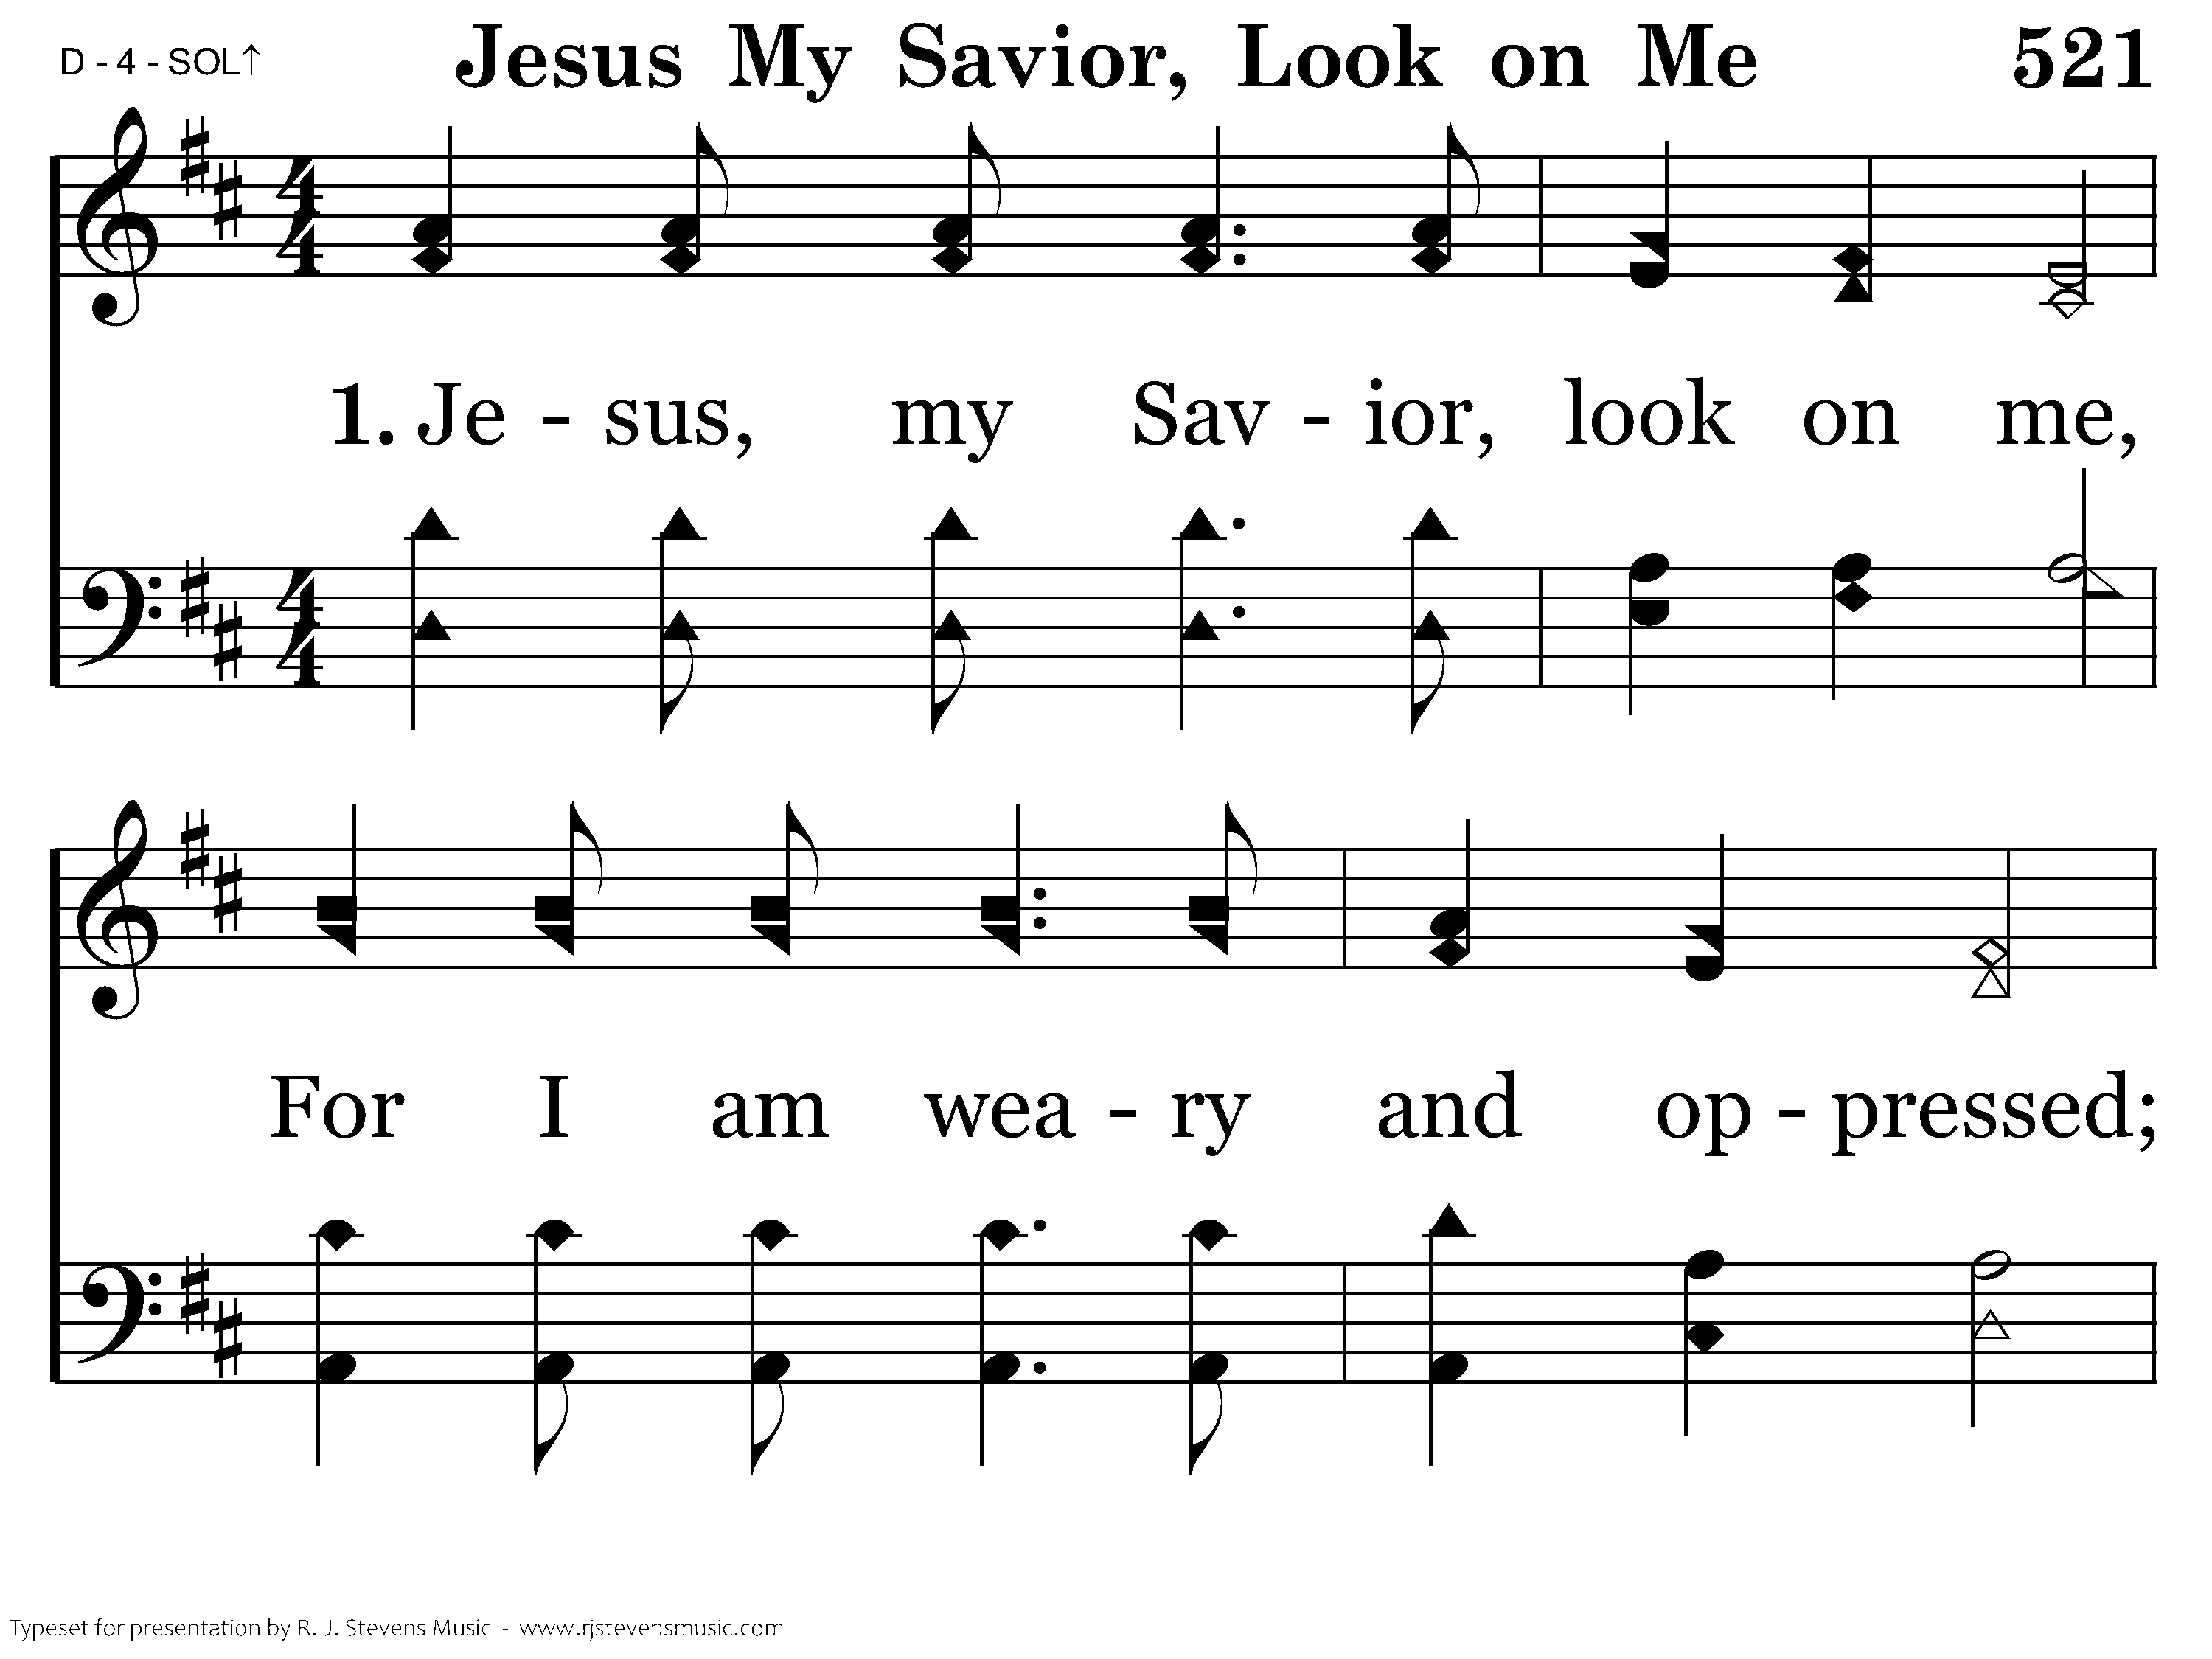 D - 4 - SOL↑ Jesus My Savior, Look on Me 521
1. Je - sus, my Sav - ior, look on me,
For I am wea - ry and op - pressed;
Typeset for presentation by R. J. Stevens Music - www.rjstevensmusic.com